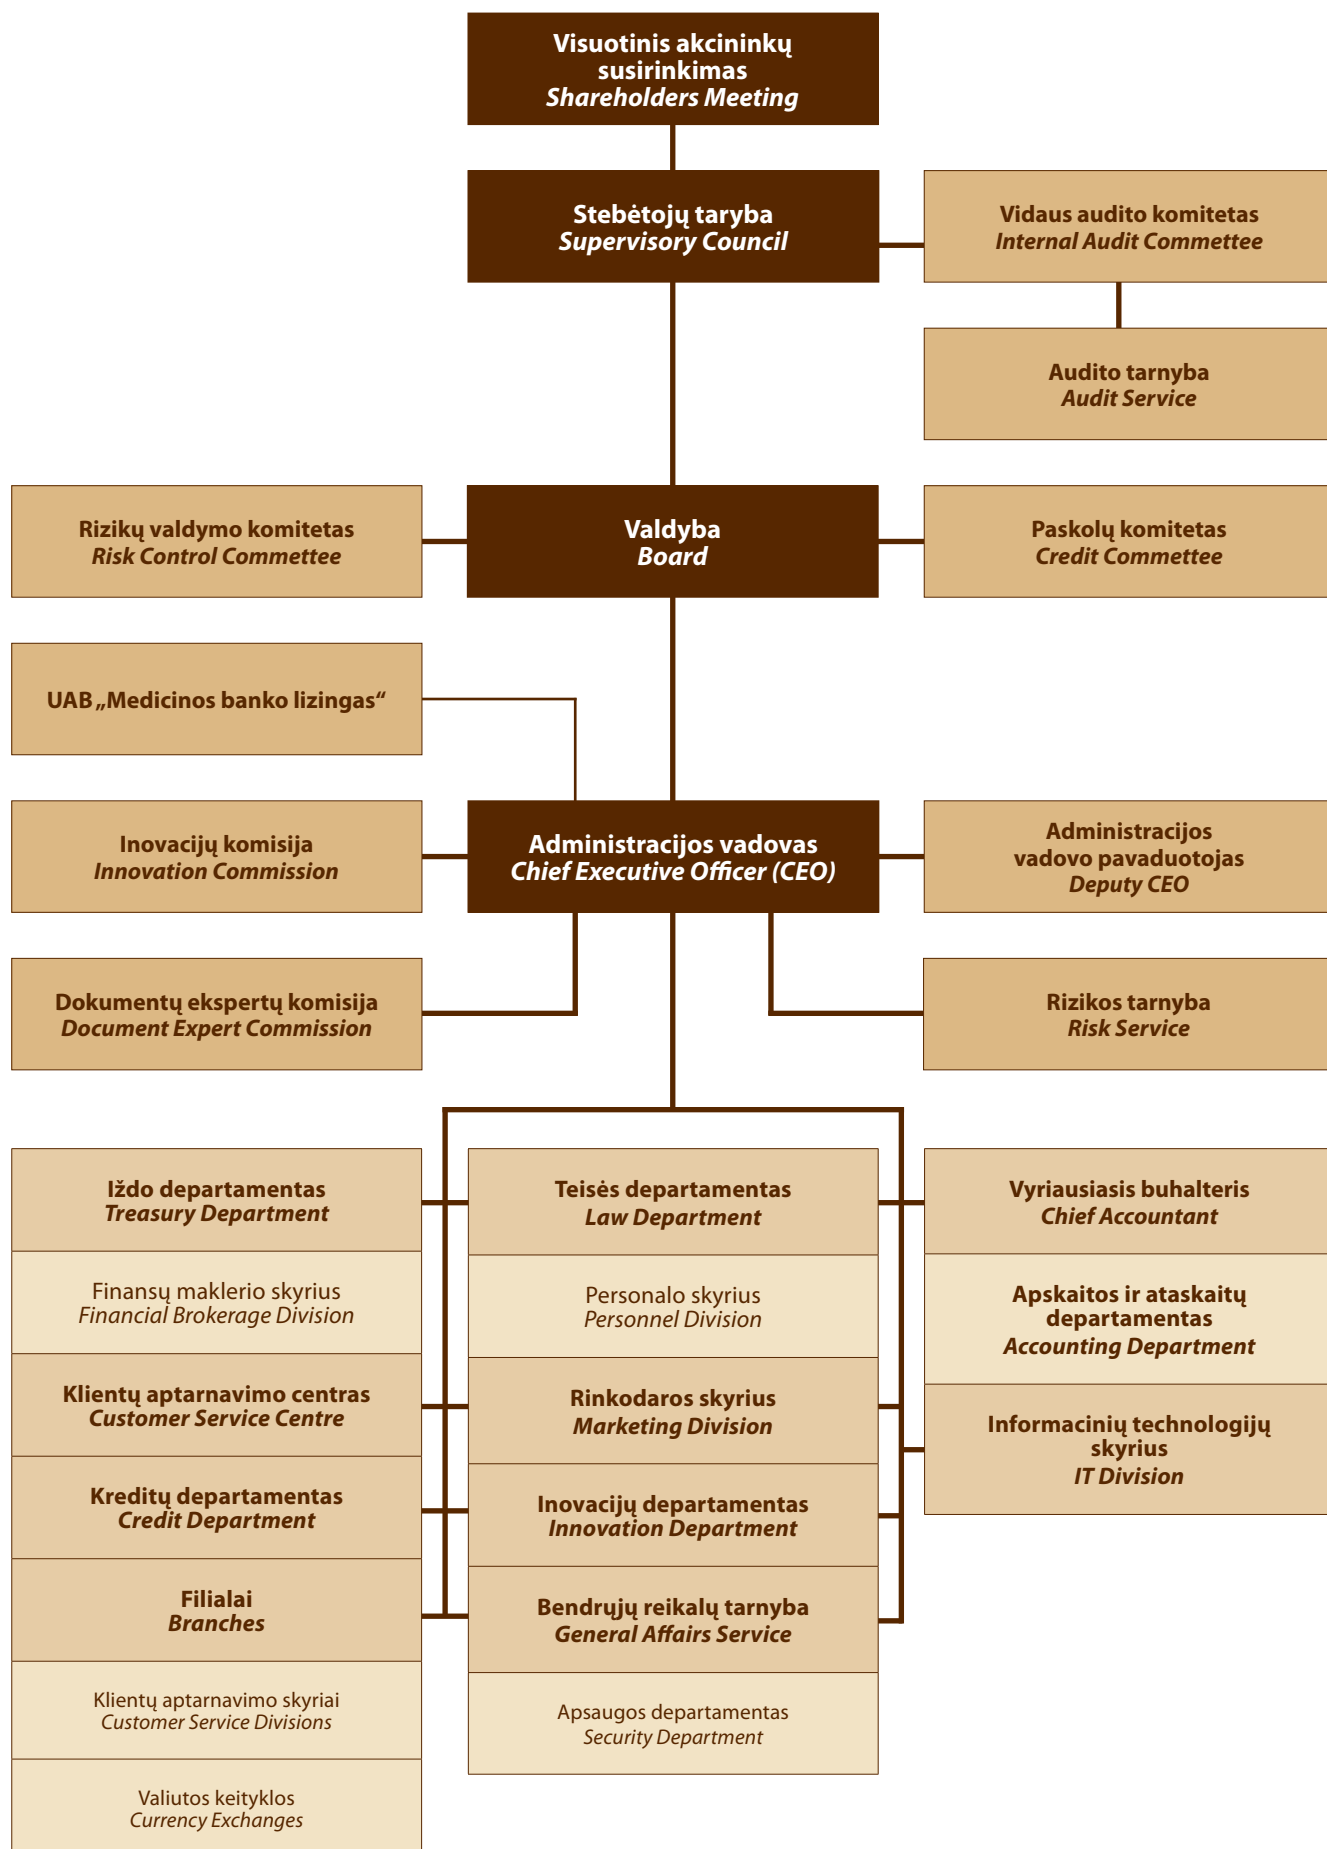 Visuotinis akcininkų
susirinkimas
Shareholders Meeting
Stebėtojų taryba
Supervisory Council
Vidaus audito komitetas
Internal Audit Commettee
Audito tarnyba
Audit Service
Rizikų valdymo komitetas
Risk Control Commettee
Valdyba
Board
Paskolų komitetas
Credit Commettee
UAB „Medicinos banko lizingas“
Inovacijų komisija
Innovation Commission
Administracijos vadovas
Chief Executive Officer (CEO)
Administracijos
vadovo pavaduotojas
Deputy CEO
Dokumentų ekspertų komisija
Document Expert Commission
Rizikos tarnyba
Risk Service
Iždo departamentas
Treasury Department
Finansų maklerio skyrius
Financial Brokerage Division
Klientų aptarnavimo centras
Customer Service Centre
Kreditų departamentas
Credit Department
Filialai
Branches
Klientų aptarnavimo skyriai
Customer Service Divisions
Valiutos keityklos
Currency Exchanges
Teisės departamentas
Law Department
Personalo skyrius
Personnel Division
Rinkodaros skyrius
Marketing Division
Inovacijų departamentas
Innovation Department
Bendrųjų reikalų tarnyba
General Affairs Service
Apsaugos departamentas
Security Department
Vyriausiasis buhalteris
Chief Accountant
Apskaitos ir ataskaitų
departamentas
Accounting Department
Informacinių technologijų
skyrius
IT Division